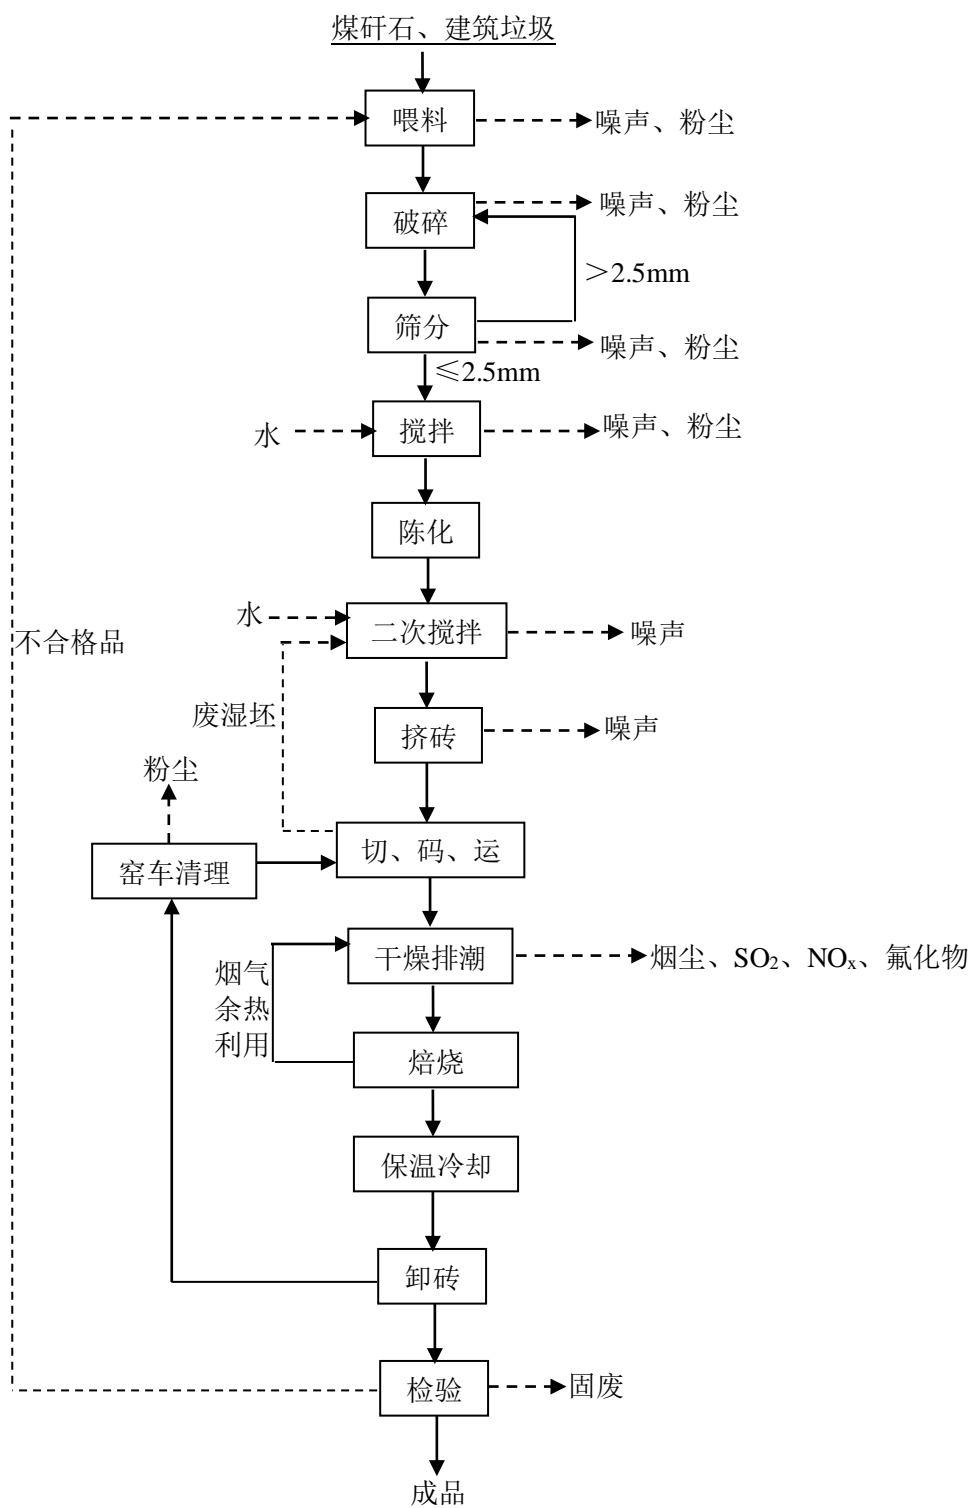 煤矸石、建筑垃圾
喂料
噪声、粉尘
破碎
噪声、粉尘
＞2.5mm
筛分
噪声、粉尘
≤2.5mm
水
搅拌
噪声、粉尘
陈化
水
二次搅拌
噪声
不合格品
废湿坯
挤砖
噪声
粉尘
窑车清理
切、码、运
干燥排潮
烟尘、SO₂、NOₓ、氟化物
烟气
余热
利用
焙烧
保温冷却
卸砖
检验
固废
成品